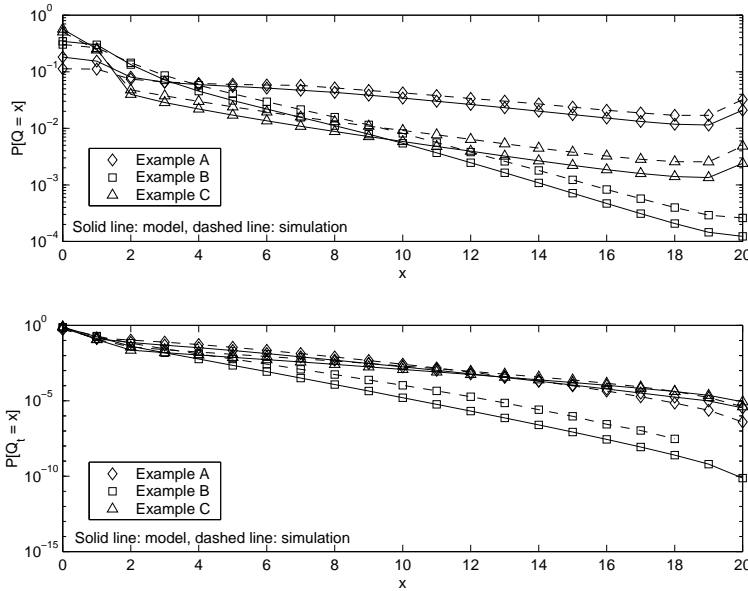 10^0
10^−1
10^−2
10^−3
10^−4
P[Q = x]
Example A
Example B
Example C
Solid line: model, dashed line: simulation
0 2 4 6 8 10 12 14 16 18 20
x
10^0
10^−5
10^−10
10^−15
P[Q_t = x]
Example A
Example B
Example C
Solid line: model, dashed line: simulation
0 2 4 6 8 10 12 14 16 18 20
x